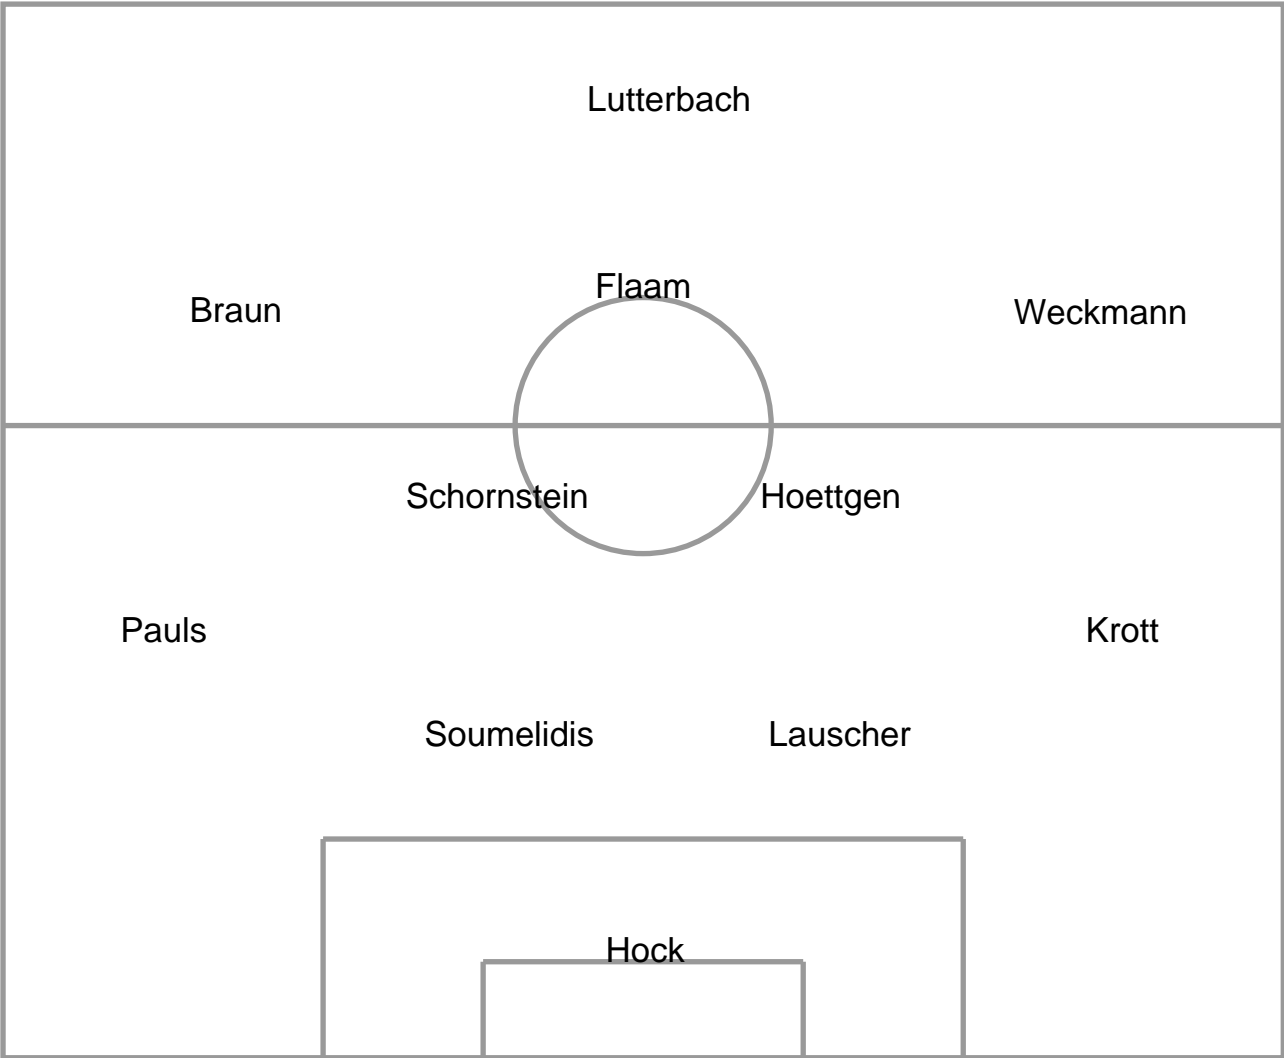 Lutterbach
Flaam
Braun
Weckmann
Schornstein
Hoettgen
Pauls
Krott
Soumelidis
Lauscher
Hock